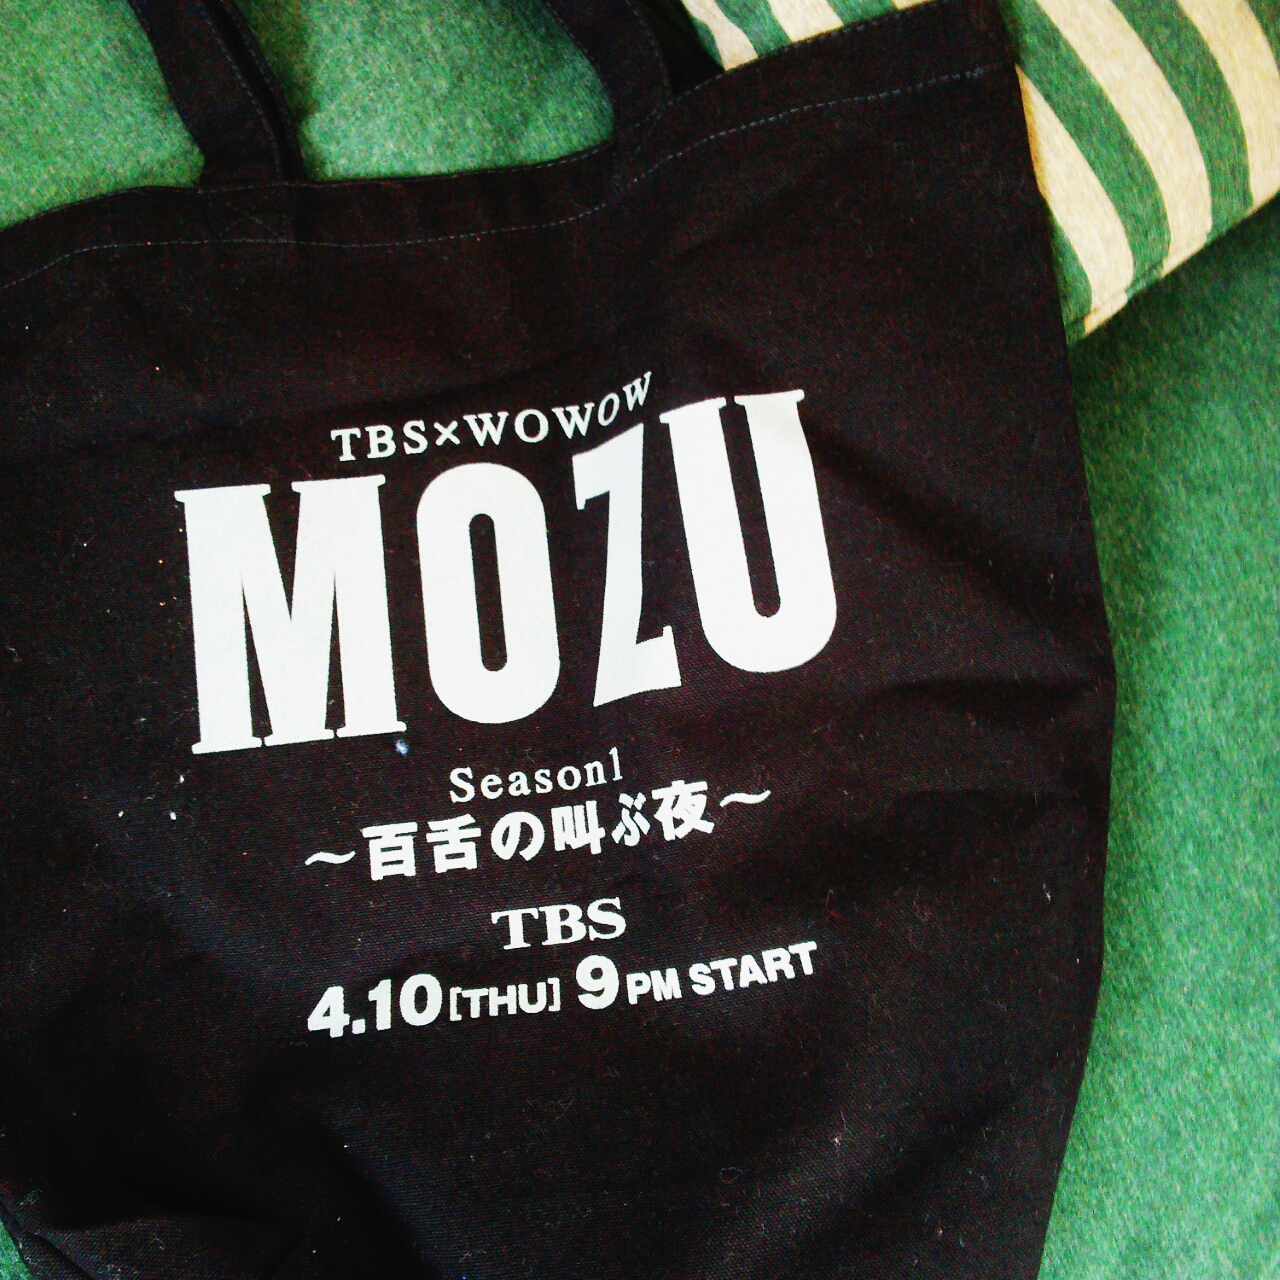 TBS×WOWOW
MOZU
Season1
〜百舌の叫ぶ夜〜
TBS
4.10[THU] 9PM START